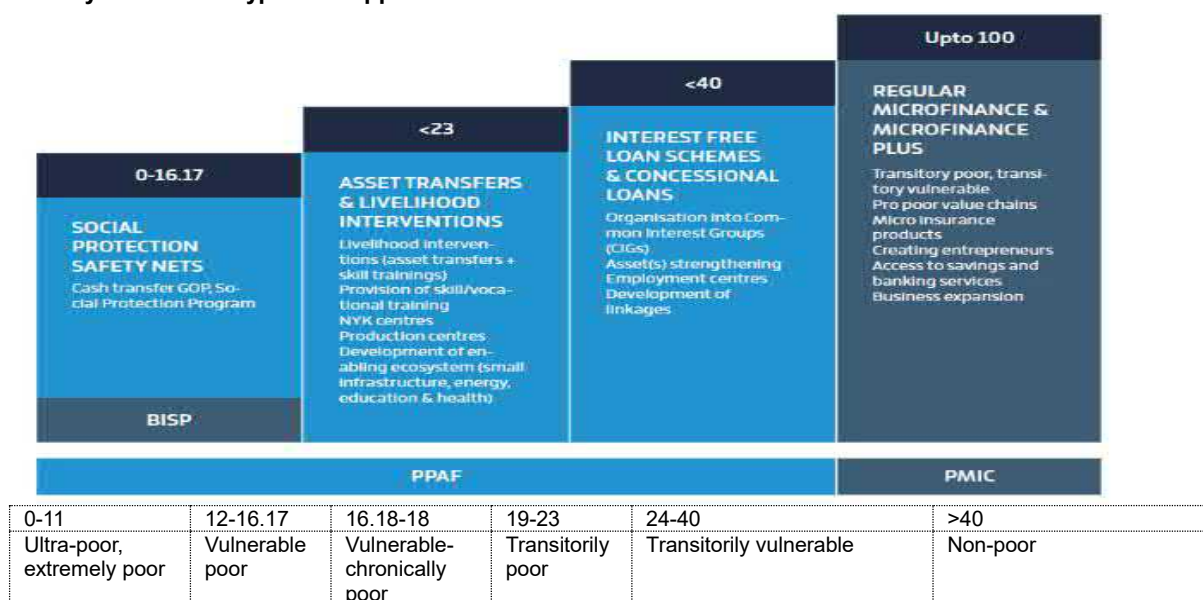 0-16.17
SOCIAL
PROTECTION
SAFETY NETS
Cash transfer GOP, So-
cial Protection Program
BISP
<23
ASSET TRANSFERS
& LIVELIHOOD
INTERVENTIONS
Livelihood interven-
tions (asset transfers +
skill trainings)
Provision of skill/voca-
tional training
NYK centres
Production centres
Development of en-
abling ecosystem (small
infrastructure, energy,
education & health)
<40
INTEREST FREE
LOAN SCHEMES
& CONCESSIONAL
LOANS
Organisation into Com-
mon Interest Groups
(CIGs)
Asset(s) strengthening
Employment centres
Development of
linkages
Upto 100
REGULAR
MICROFINANCE &
MICROFINANCE
PLUS
Transitory poor, transi-
tory vulnerable
Pro poor value chains
Micro insurance
products
Creating entrepreneurs
Access to savings and
banking services
Business expansion
PPAF
PMIC
0-11 12-16.17 16.18-18 19-23 24-40 >40
Ultra-poor, Vulnerable Vulnerable- Transitorily Transitorily vulnerable Non-poor
extremely poor poor chronically poor
poor